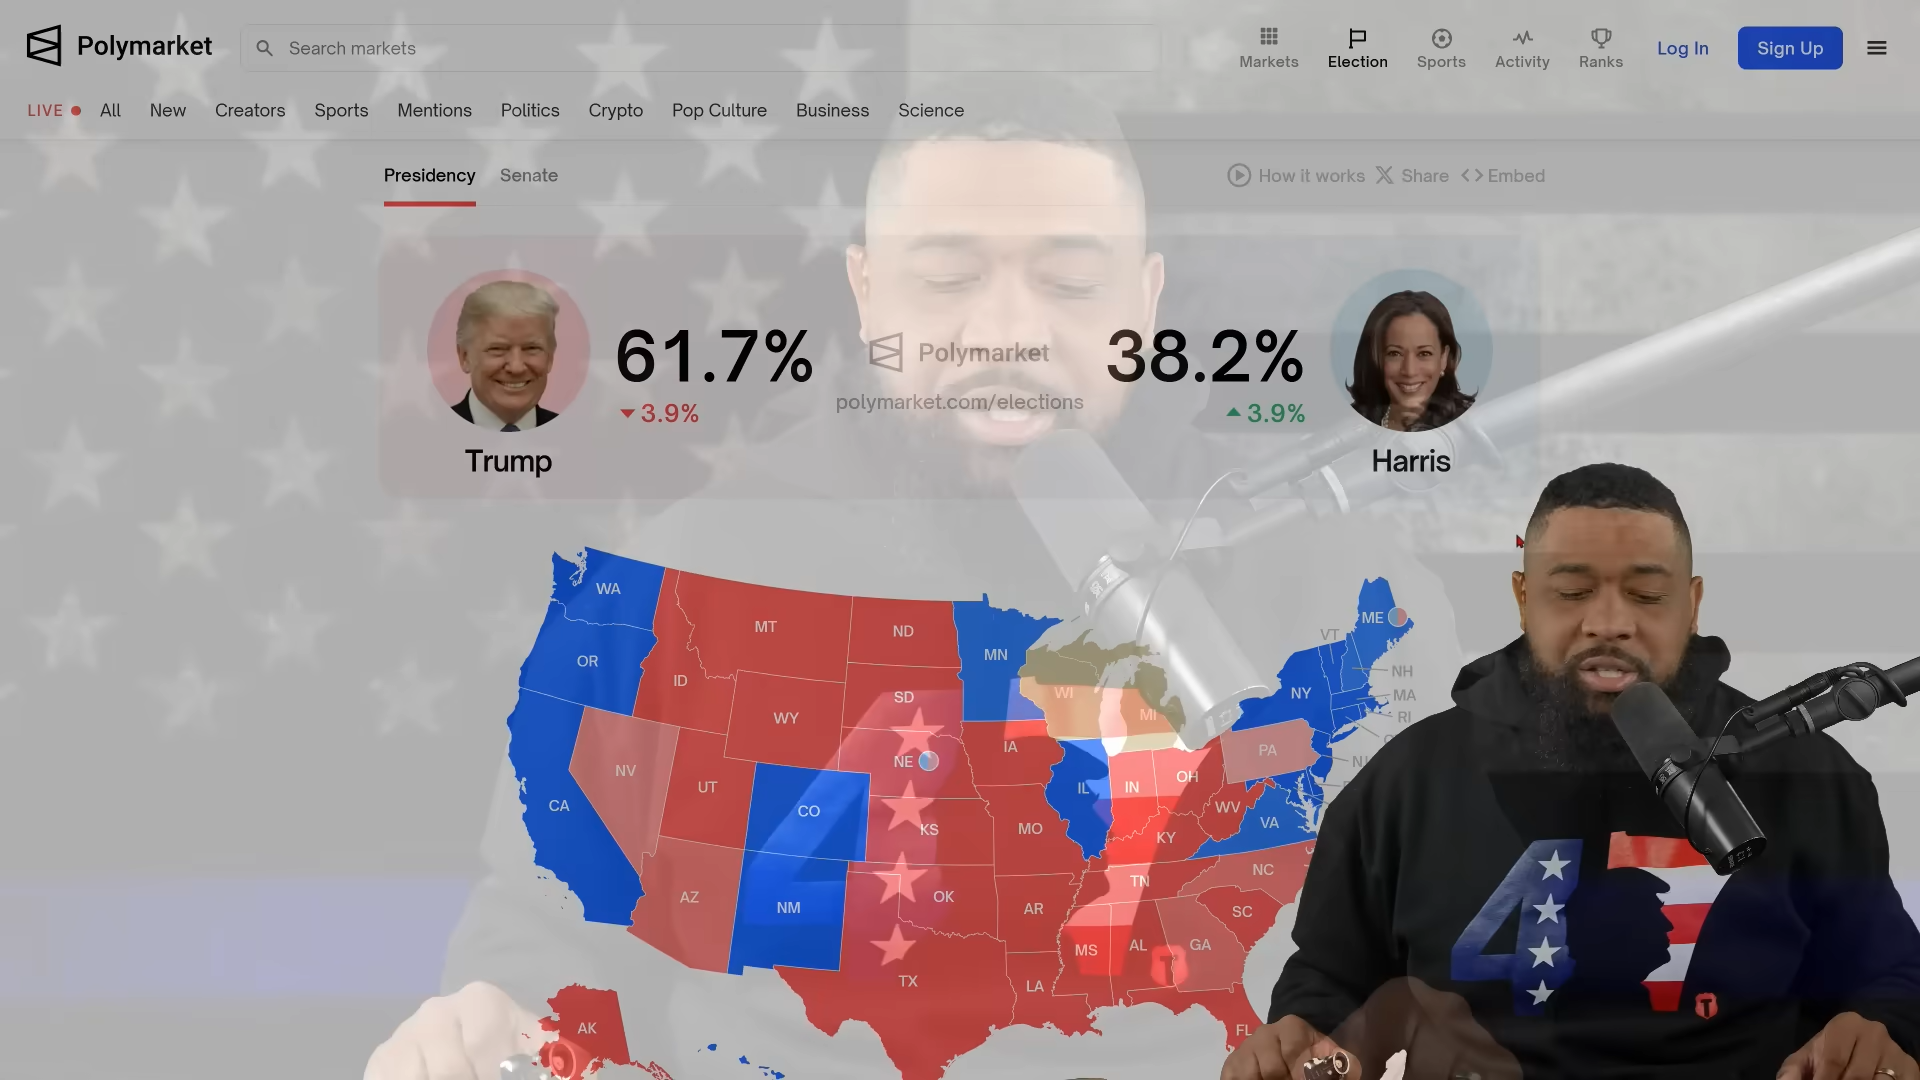 Polymarket
Search markets
Markets
Election
Sports
Activity
Ranks
Log In
Sign Up
LIVE
All
New
Creators
Sports
Mentions
Politics
Crypto
Pop Culture
Business
Science
Presidency
Senate
How it works
Share
Embed
61.7%
3.9%
Trump
Polymarket
polymarket.com/elections
38.2%
3.9%
Harris
WA
MT
ND
MN
ME
VT
OR
ID
SD
WI
NY
NH
MA
RI
WY
MI
IA
PA
NE
NV
UT
CO
IL
IN
OH
CA
KS
MO
WV
VA
KY
AZ
NM
OK
AR
TN
NC
SC
MS
AL
GA
TX
LA
AK
FL
45
T